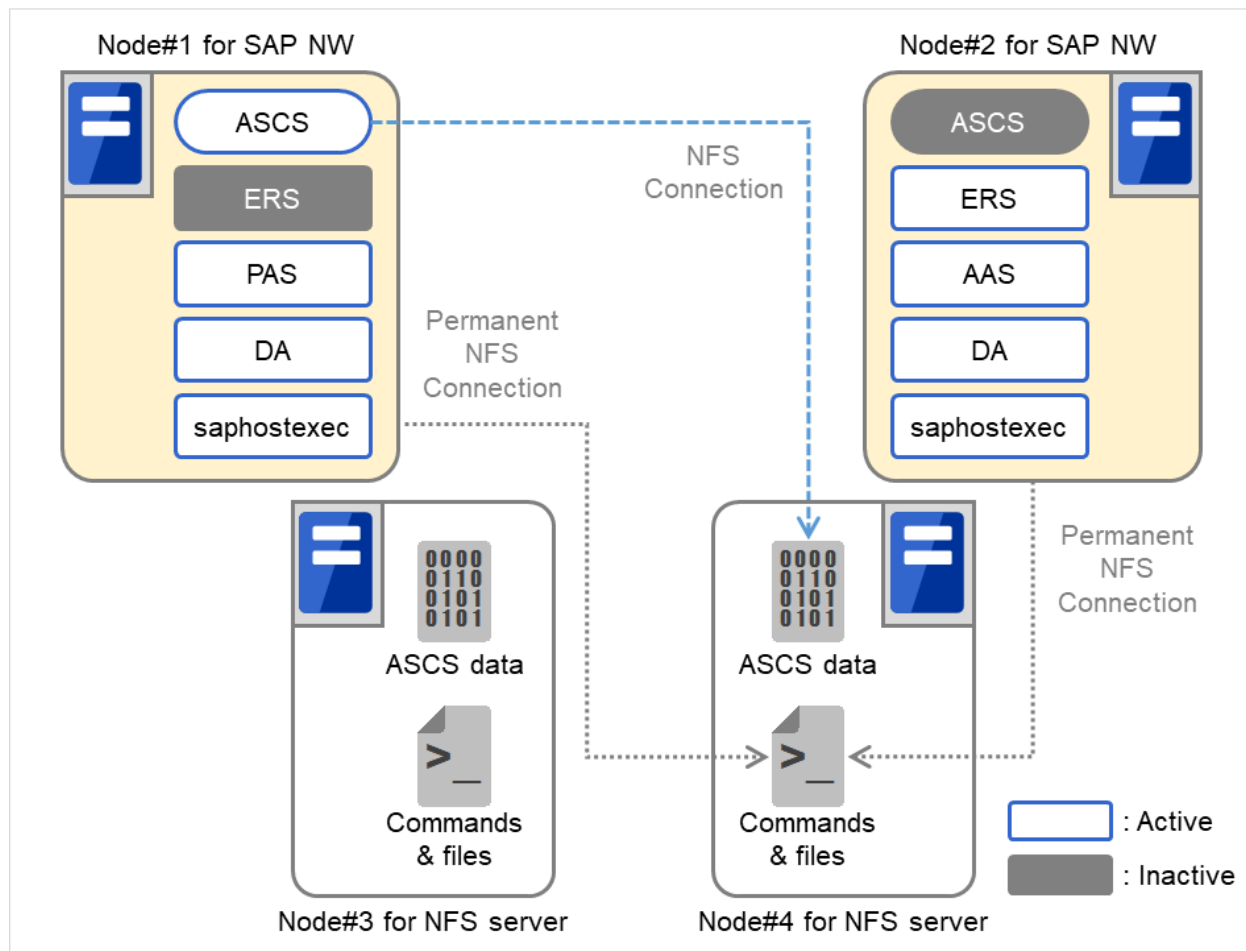 Node#1 for SAP NW
ASCS
ERS
PAS
DA
saphostexec
NFS
Connection
Permanent
NFS
Connection
Node#2 for SAP NW
ASCS
ERS
AAS
DA
saphostexec
Permanent
NFS
Connection
0000
0110
0101
0101
ASCS data
>_
Commands
& files
Node#3 for NFS server
0000
0110
0101
0101
ASCS data
>_
Commands
& files
Node#4 for NFS server
: Active
: Inactive